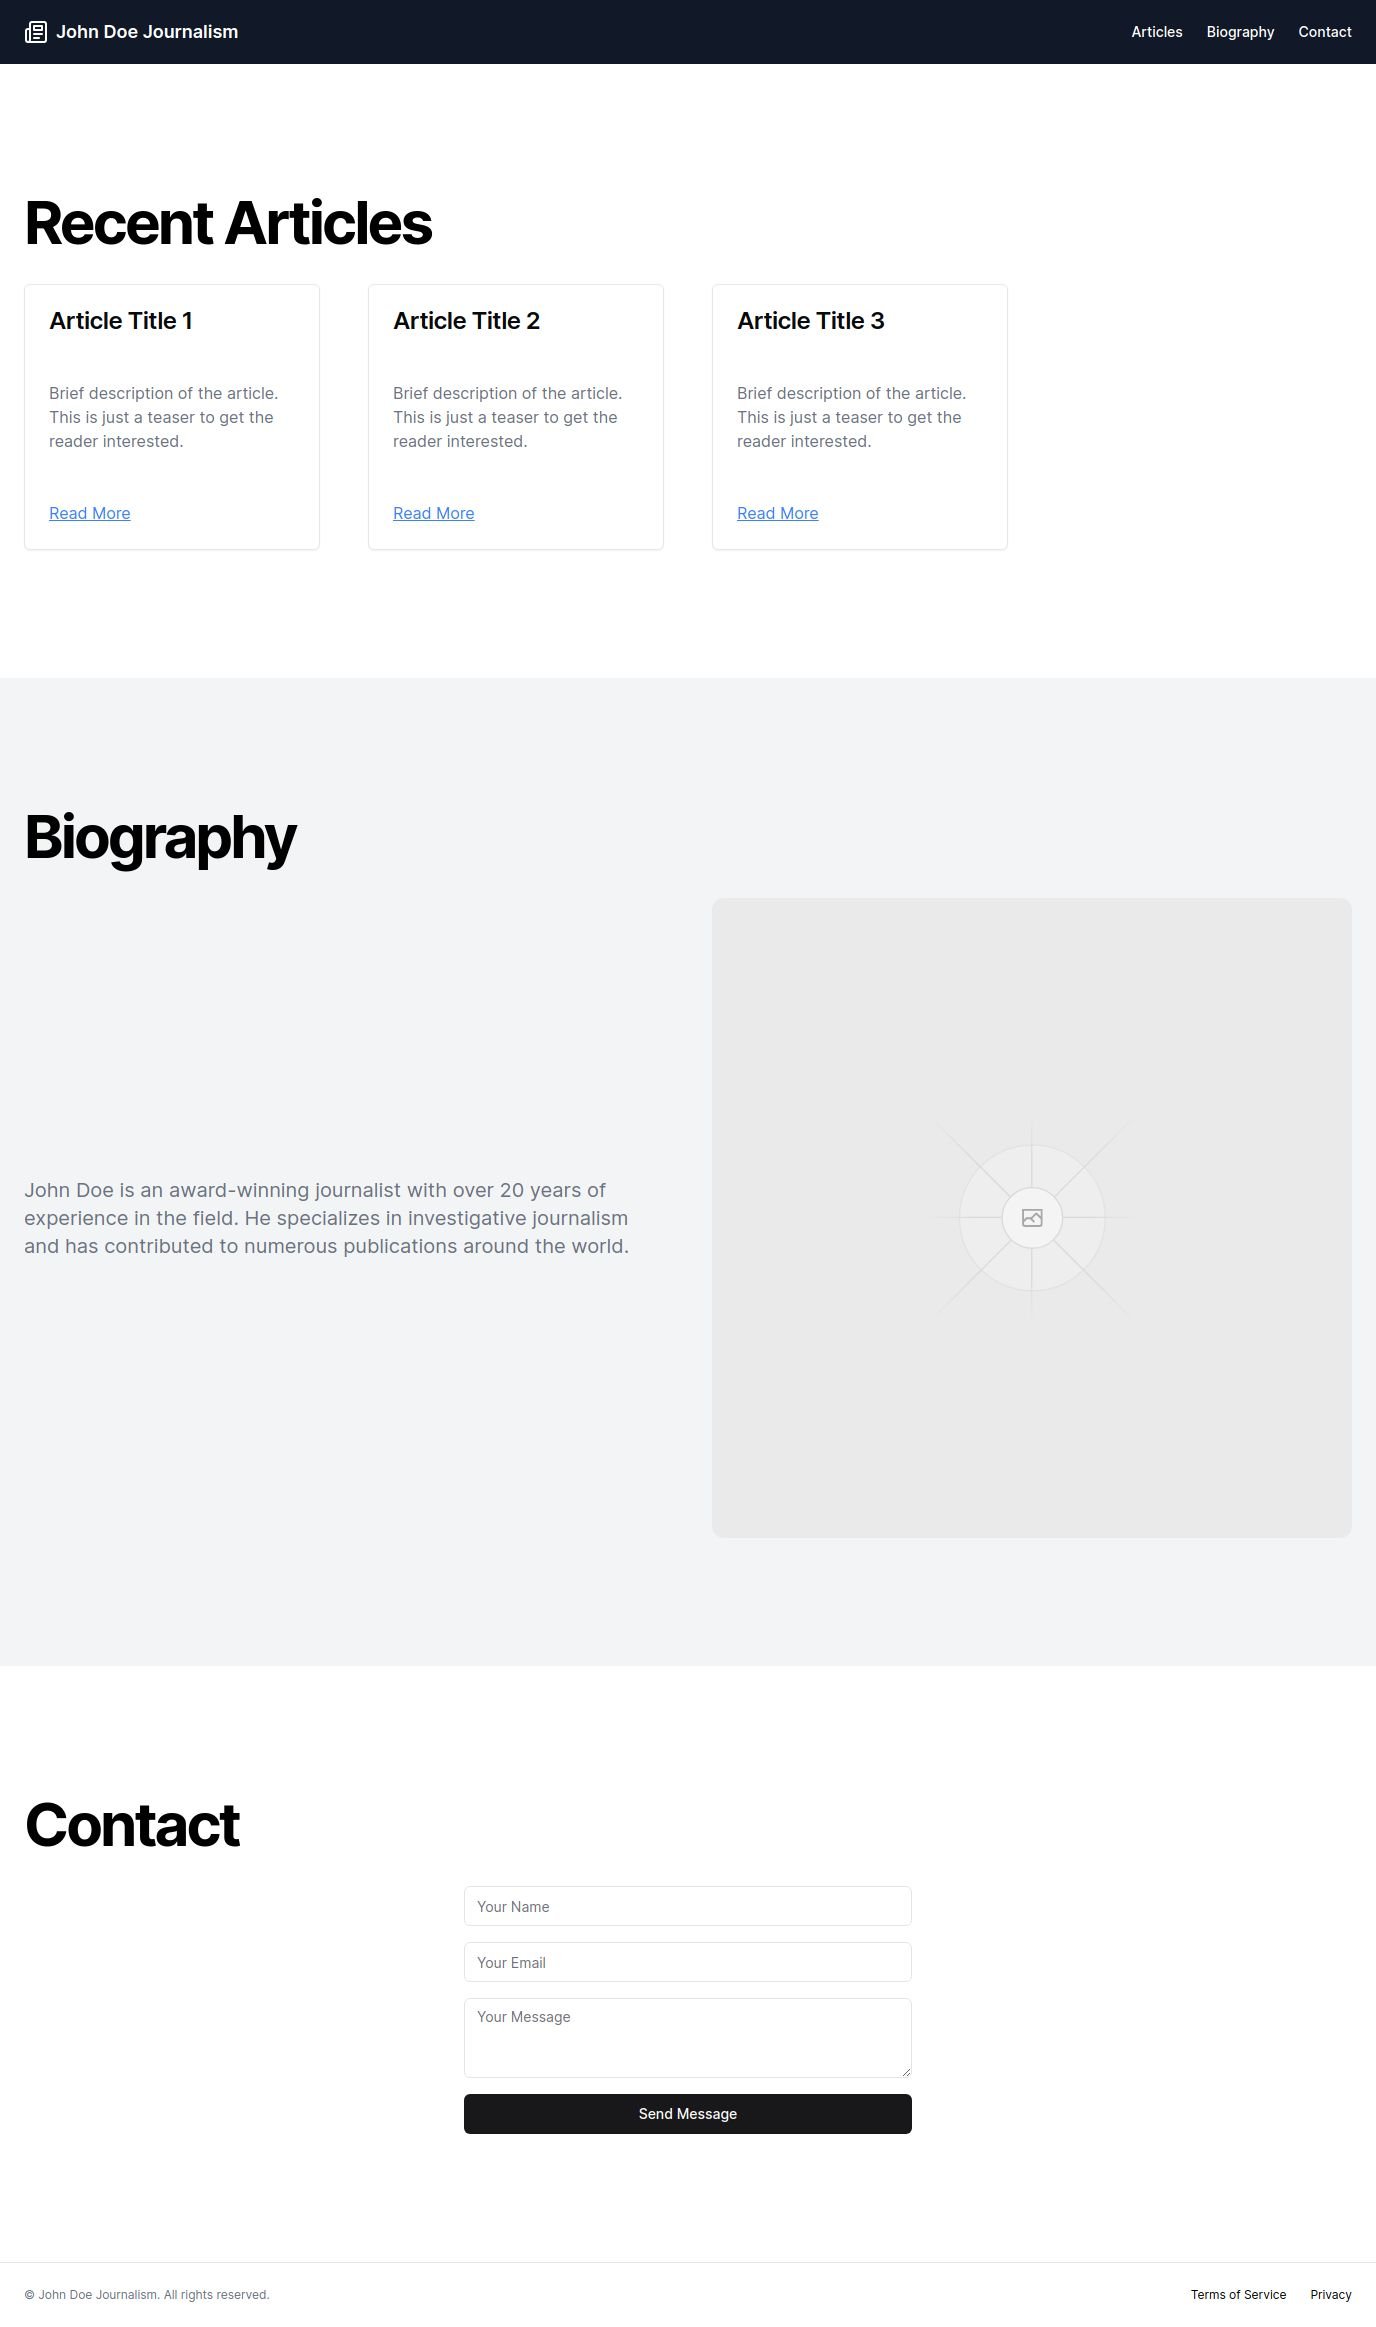 John Doe Journalism
Articles
Biography
Contact
Recent Articles
Article Title 1
Brief description of the article.
This is just a teaser to get the
reader interested.
Read More
Article Title 2
Brief description of the article.
This is just a teaser to get the
reader interested.
Read More
Article Title 3
Brief description of the article.
This is just a teaser to get the
reader interested.
Read More
Biography
John Doe is an award-winning journalist with over 20 years of
experience in the field. He specializes in investigative journalism
and has contributed to numerous publications around the world.
Contact
Your Name
Your Email
Your Message
Send Message
© John Doe Journalism. All rights reserved.
Terms of Service
Privacy